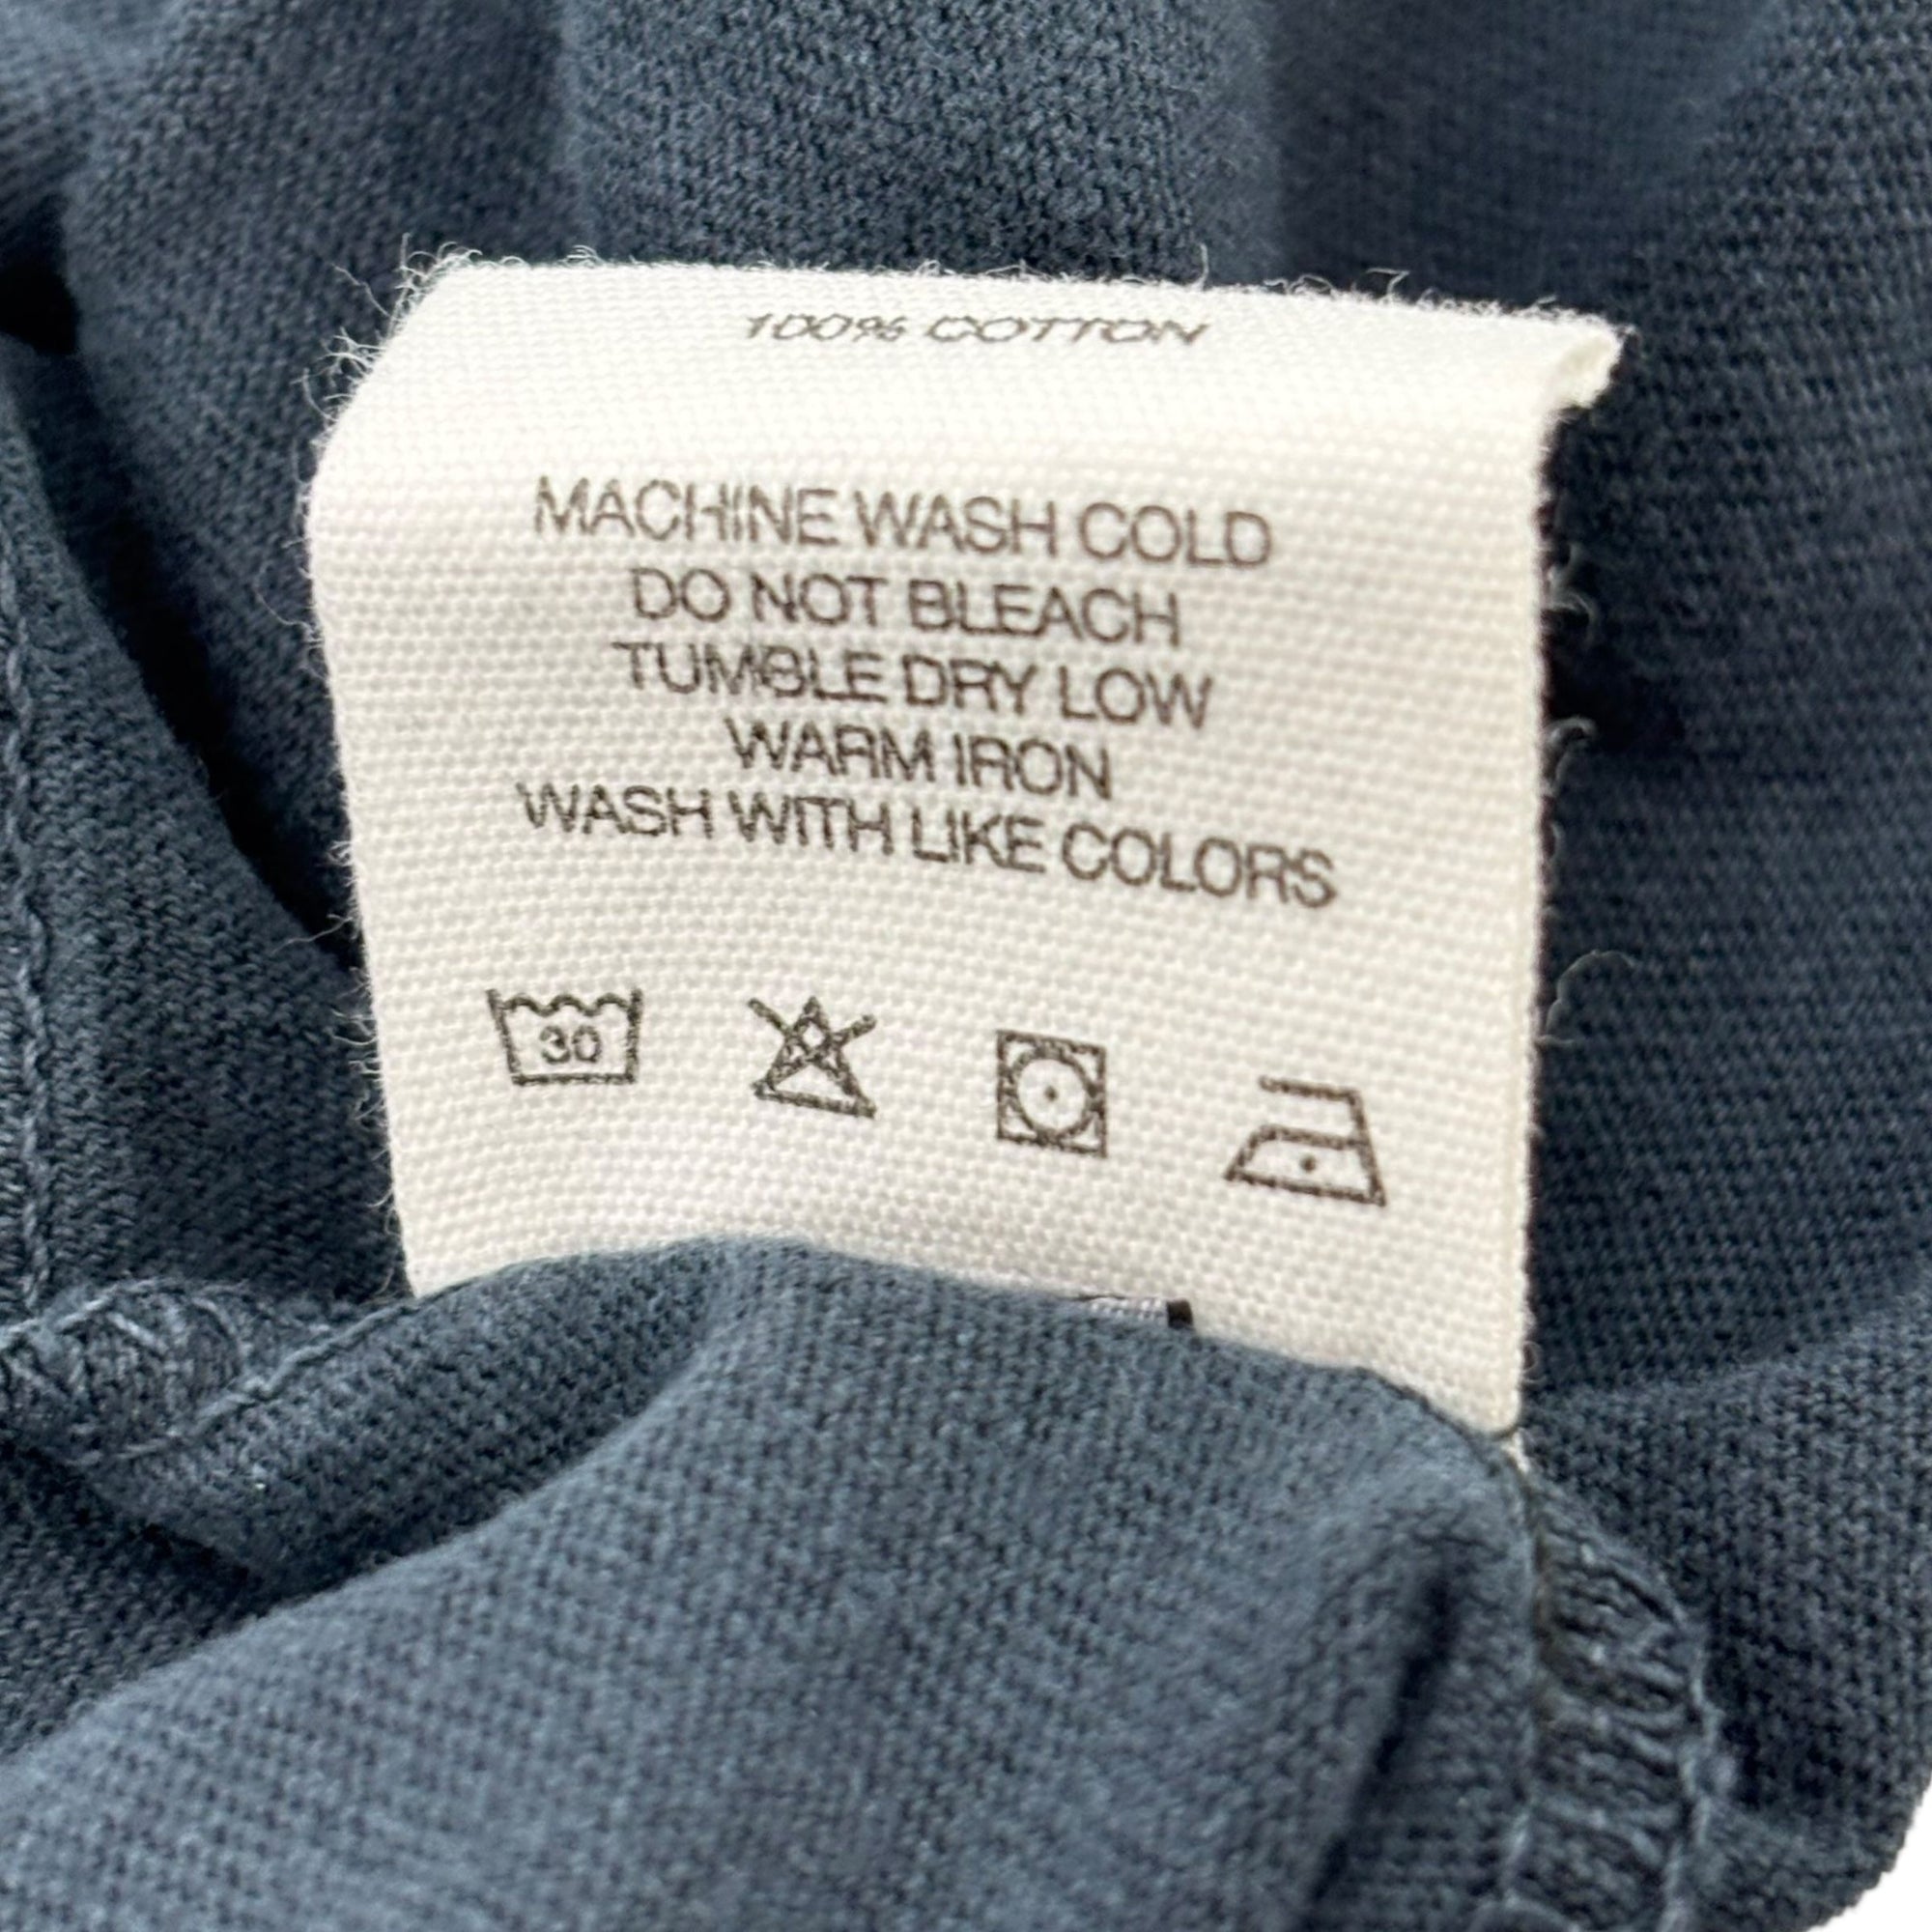 100% COTTON
MACHINE WASH COLD
DO NOT BLEACH
TUMBLE DRY LOW
WARM IRON
WASH WITH LIKE COLORS
30